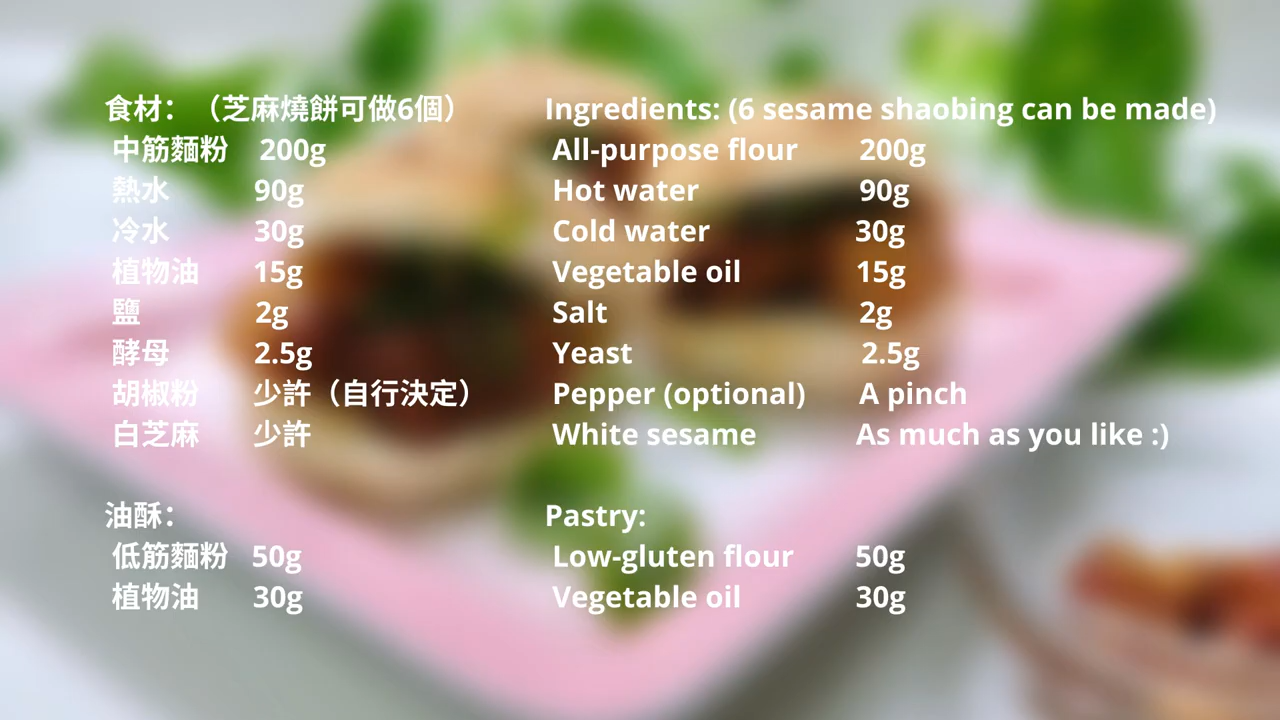 食材：（芝麻燒餅可做6個）
中筋麵粉 200g
熱水 90g
冷水 30g
植物油 15g
鹽 2g
酵母 2.5g
胡椒粉 少許（自行決定）
白芝麻 少許
油酥：
低筋麵粉 50g
植物油 30g
Ingredients: (6 sesame shaobing can be made)
All-purpose flour 200g
Hot water 90g
Cold water 30g
Vegetable oil 15g
Salt 2g
Yeast 2.5g
Pepper (optional) A pinch
White sesame As much as you like :)
Pastry:
Low-gluten flour 50g
Vegetable oil 30g